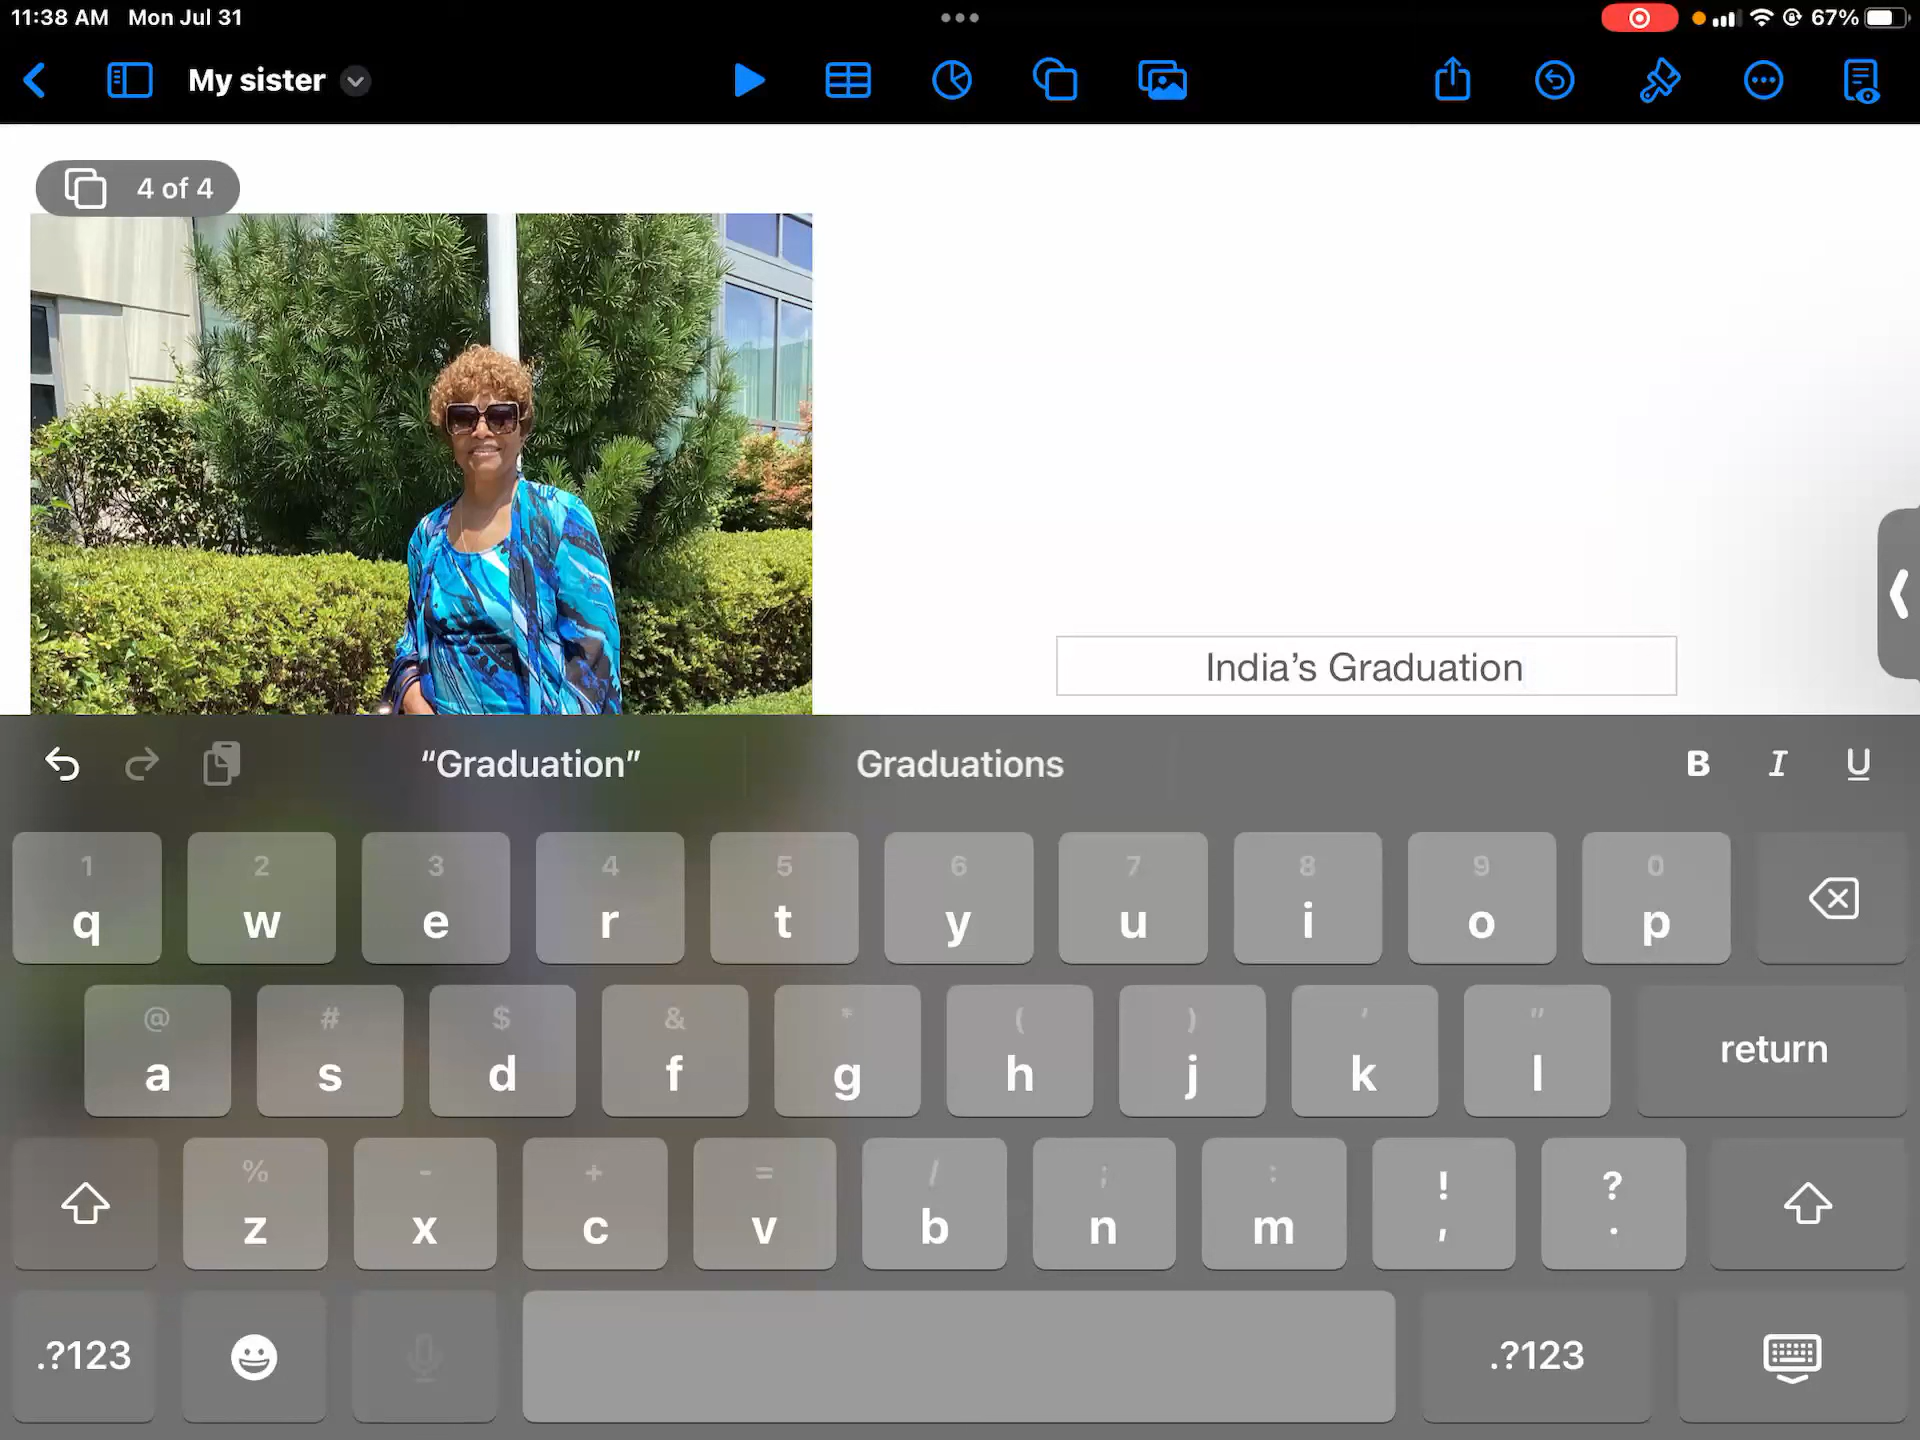 11:38 AM Mon Jul 31
67%
My sister
4 of 4
India’s Graduation
“Graduation” Graduations
B I U
1 2 3 4 5 6 7 8 9 0
q w e r t y u i o p
@ # $ & * ( ) ' "
a s d f g h j k l return
% - + = / ; : ! ?
z x c v b n m , .
.?123 .?123